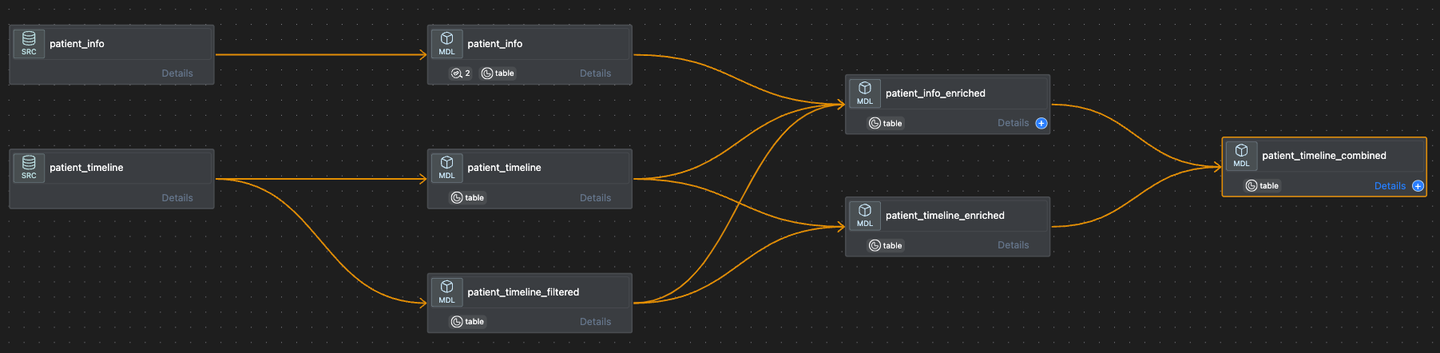 SRC
patient_info
Details
MDL
patient_info
2
table
Details
MDL
patient_info_enriched
table
Details
SRC
patient_timeline
Details
MDL
patient_timeline
table
Details
MDL
patient_timeline_combined
table
Details
MDL
patient_timeline_enriched
table
Details
MDL
patient_timeline_filtered
table
Details